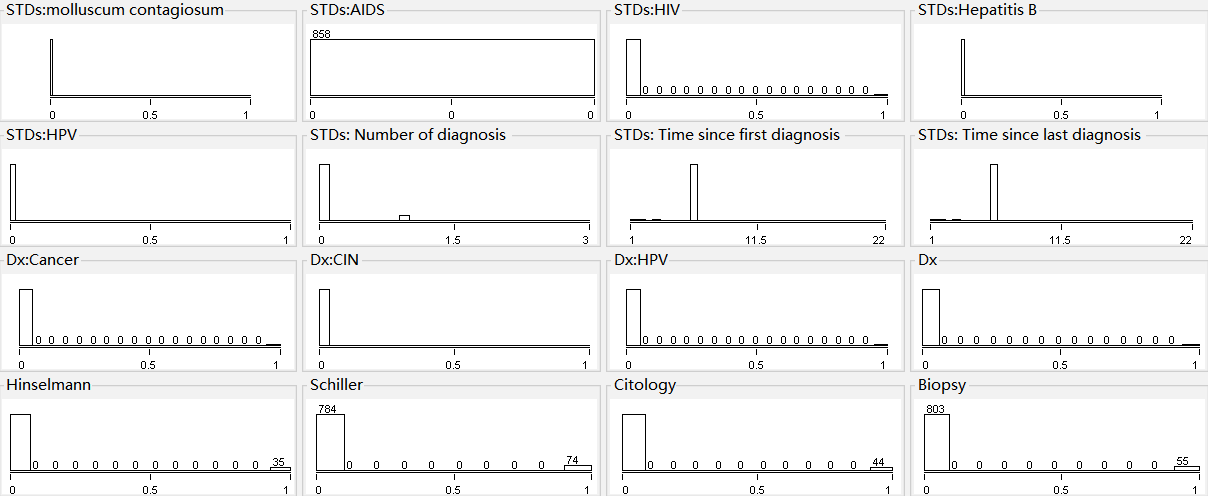 STDs:molluscum contagiosum
STDs:AIDS
STDs:HIV
STDs:Hepatitis B
858
0 0 0 0 0 0 0 0 0 0 0 0 0 0 0 0 0
0 0.5 1
0 0 0
0 0.5 1
0 0.5 1
STDs:HPV
STDs: Number of diagnosis
STDs: Time since first diagnosis
STDs: Time since last diagnosis
0 0.5 1
0 1.5 3
1 11.5 22
1 11.5 22
Dx:Cancer
Dx:CIN
Dx:HPV
Dx
0 0 0 0 0 0 0 0 0 0 0 0 0 0 0 0 0
0 0 0 0 0 0 0 0 0 0 0 0 0 0 0 0 0
0 0 0 0 0 0 0 0 0 0 0 0 0 0 0
0 0.5 1
0 0.5 1
0 0.5 1
0 0.5 1
Hinselmann
Schiller
Citology
Biopsy
0 0 0 0 0 0 0 0 0 0 0 0 35
784 0 0 0 0 0 0 0 0 74
0 0 0 0 0 0 0 0 0 0 44
803 0 0 0 0 0 0 0 0 0 55
0 0.5 1
0 0.5 1
0 0.5 1
0 0.5 1